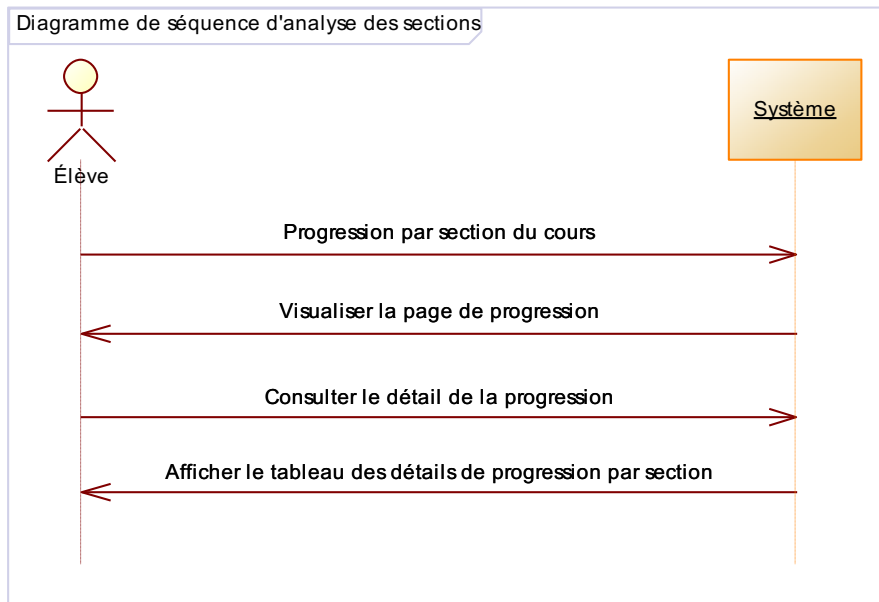 Diagramme de séquence d'analyse des sections
Élève
Système
Progression par section du cours
Visualiser la page de progression
Consulter le détail de la progression
Afficher le tableau des détails de progression par section